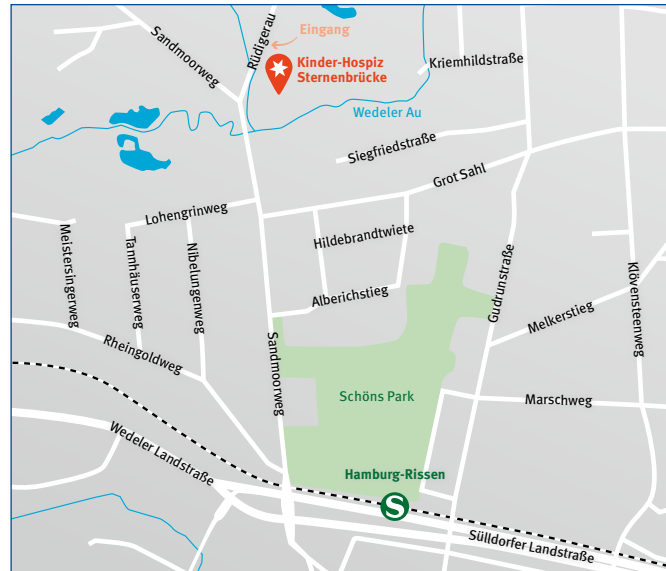 Sandmoorweg
Rüdigerau
Eingang
Kinder-Hospiz
Sternenbrücke
Kriemhildstraße
Wedeler Au
Siegfriedstraße
Grot Sahl
Lohengrinweg
Hildebrandtwiete
Meistersingerweg
Tannhäuserweg
Nibelungenweg
Gudrunstraße
Klövensteenweg
Alberichstieg
Melkerstieg
Rheingoldweg
Sandmoorweg
Schöns Park
Marschweg
Wedeler Landstraße
Hamburg-Rissen
S
Sülldorfer Landstraße